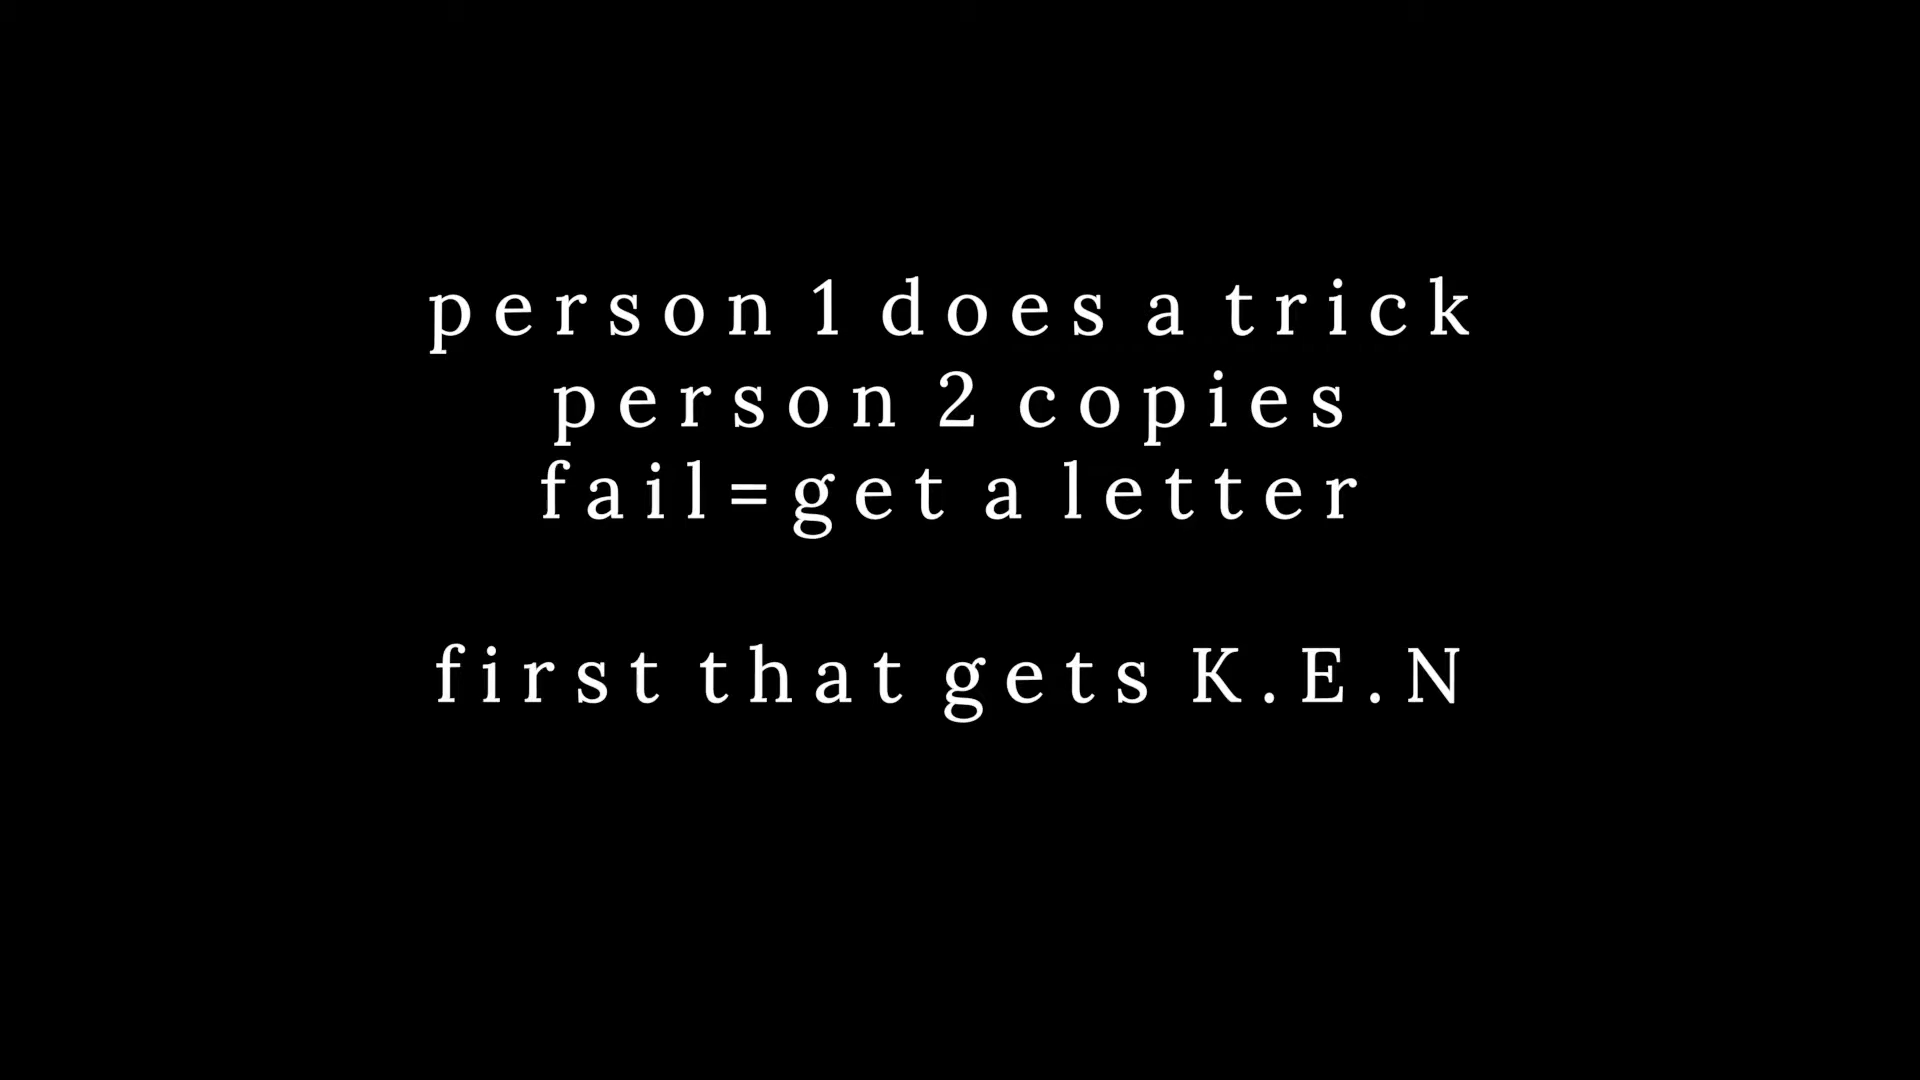 person 1 does a trick
person 2 copies
fail=get a letter
first that gets K.E.N